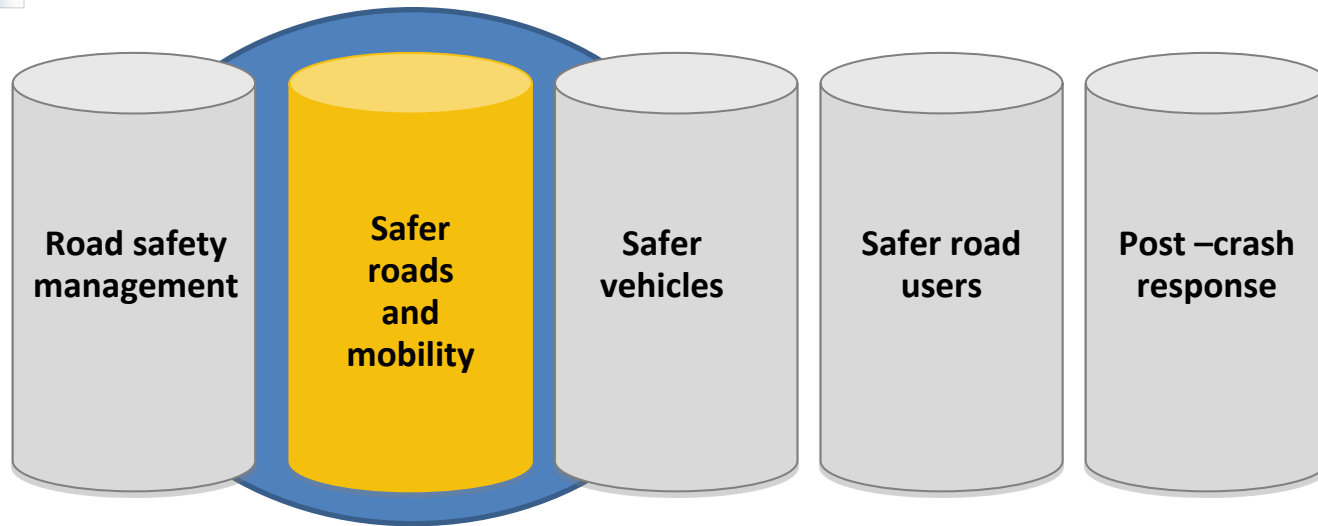 Road safety
management
Safer
roads
and
mobility
Safer
vehicles
Safer road
users
Post –crash
response